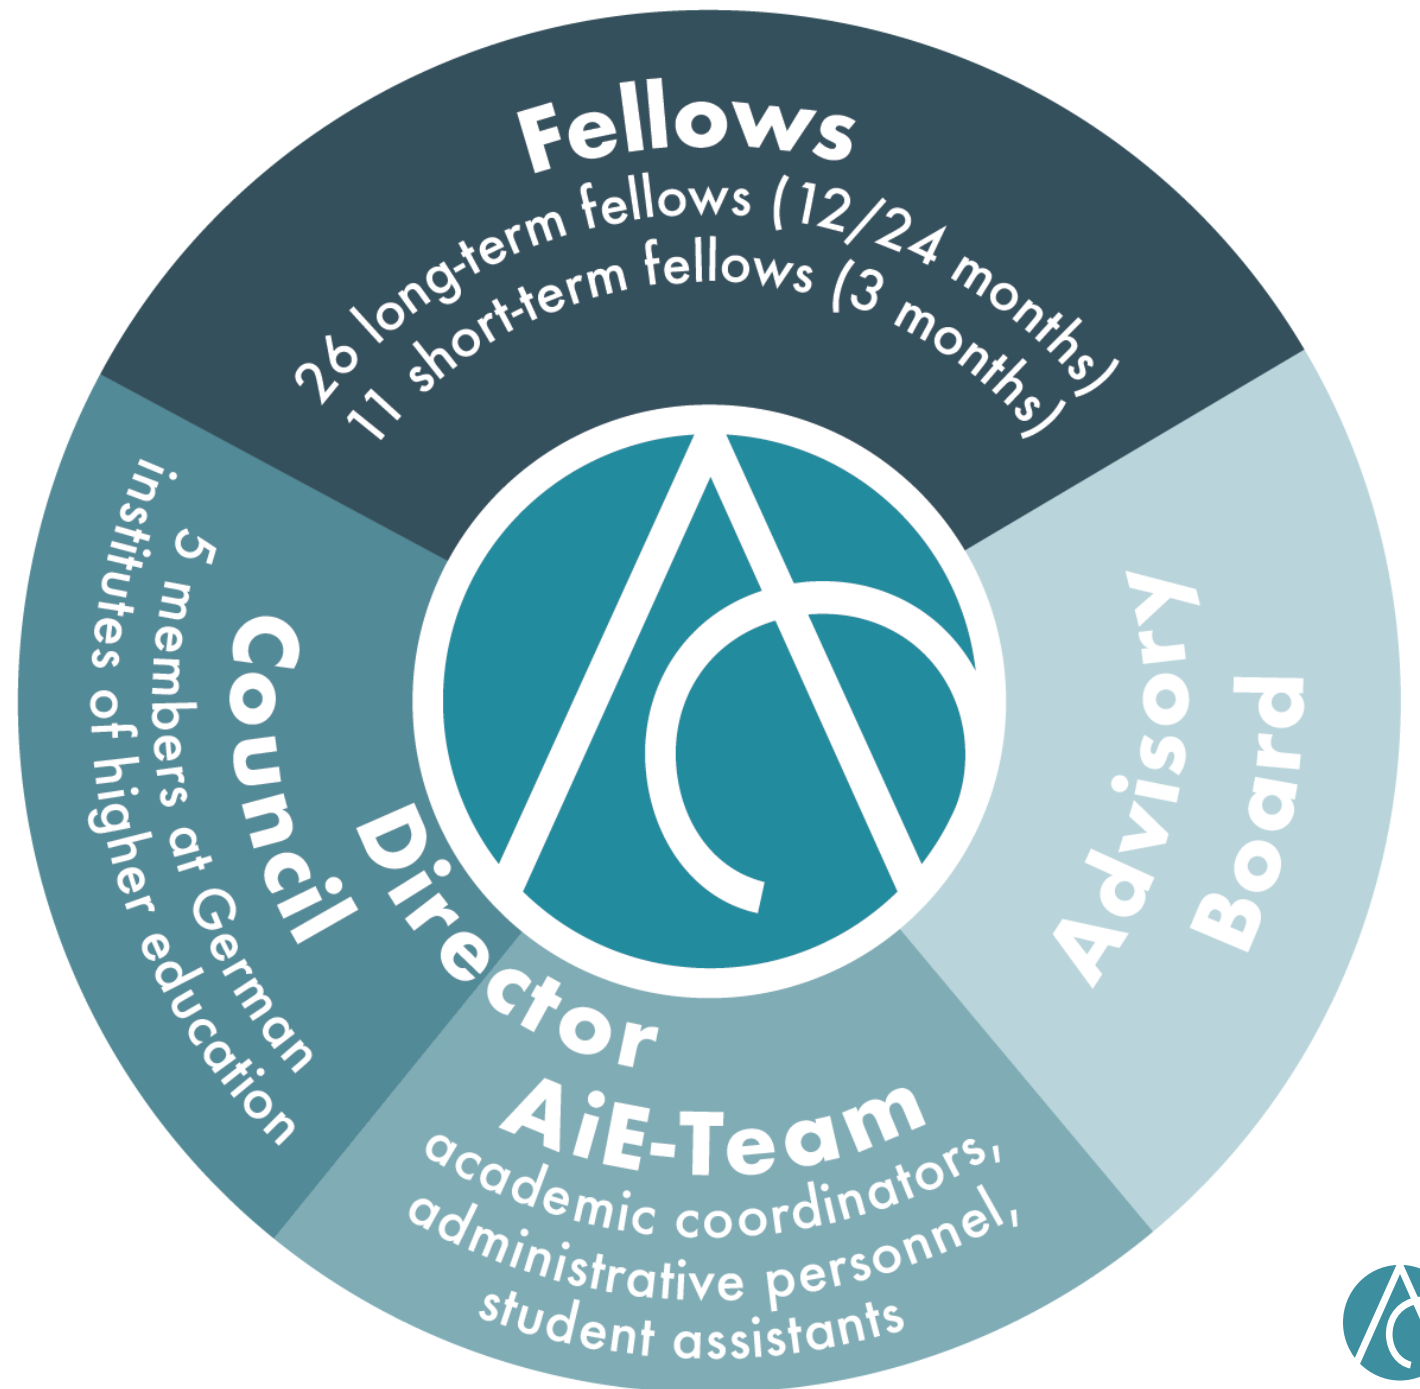 Fellows
26 long-term fellows (12/24 months)
11 short-term fellows (3 months)
Advisory
Board
Council
5 members at German
institutes of higher education
Director
AiE-Team
academic coordinators,
administrative personnel,
student assistants